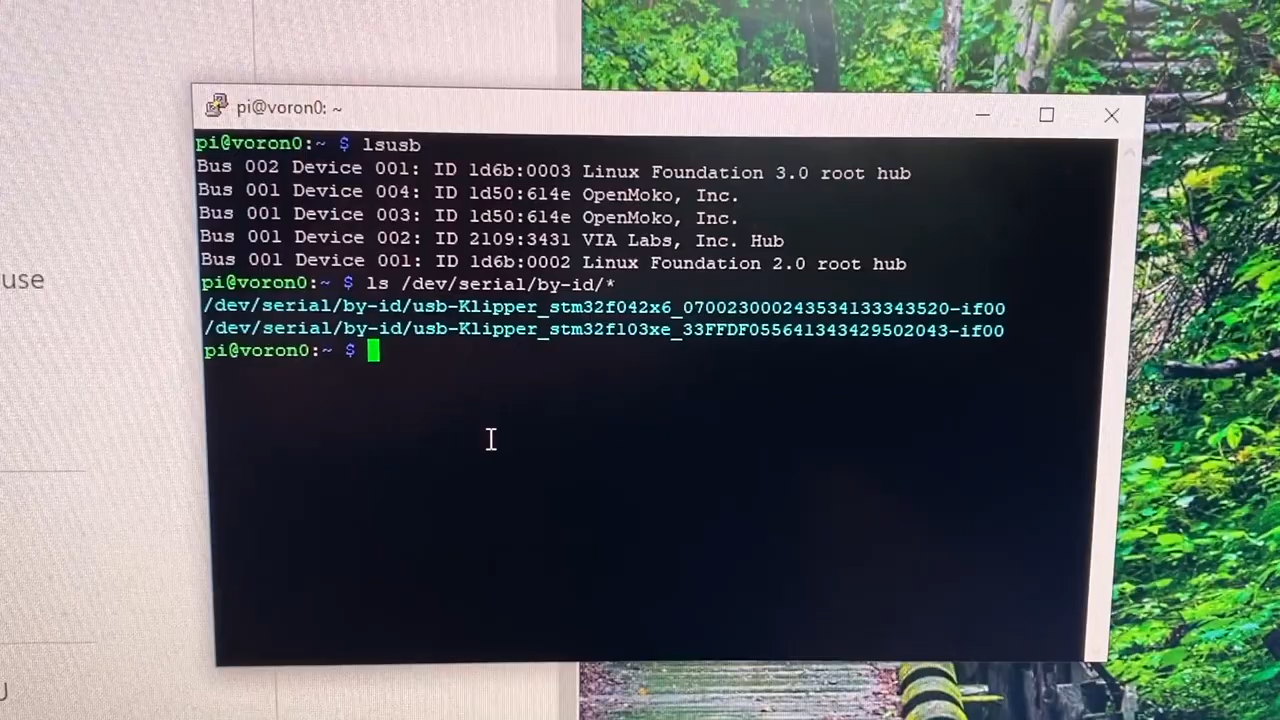 pi@voron0: ~
pi@voron0:~ $ lsusb
Bus 002 Device 001: ID 1d6b:0003 Linux Foundation 3.0 root hub
Bus 001 Device 004: ID 1d50:614e OpenMoko, Inc.
Bus 001 Device 003: ID 1d50:614e OpenMoko, Inc.
Bus 001 Device 002: ID 2109:3431 VIA Labs, Inc. Hub
Bus 001 Device 001: ID 1d6b:0002 Linux Foundation 2.0 root hub
pi@voron0:~ $ ls /dev/serial/by-id/*
/dev/serial/by-id/usb-Klipper_stm32f042x6_070023000243534133343520-if00
/dev/serial/by-id/usb-Klipper_stm32f103xe_33FFDF055641343429502043-if00
pi@voron0:~ $
use